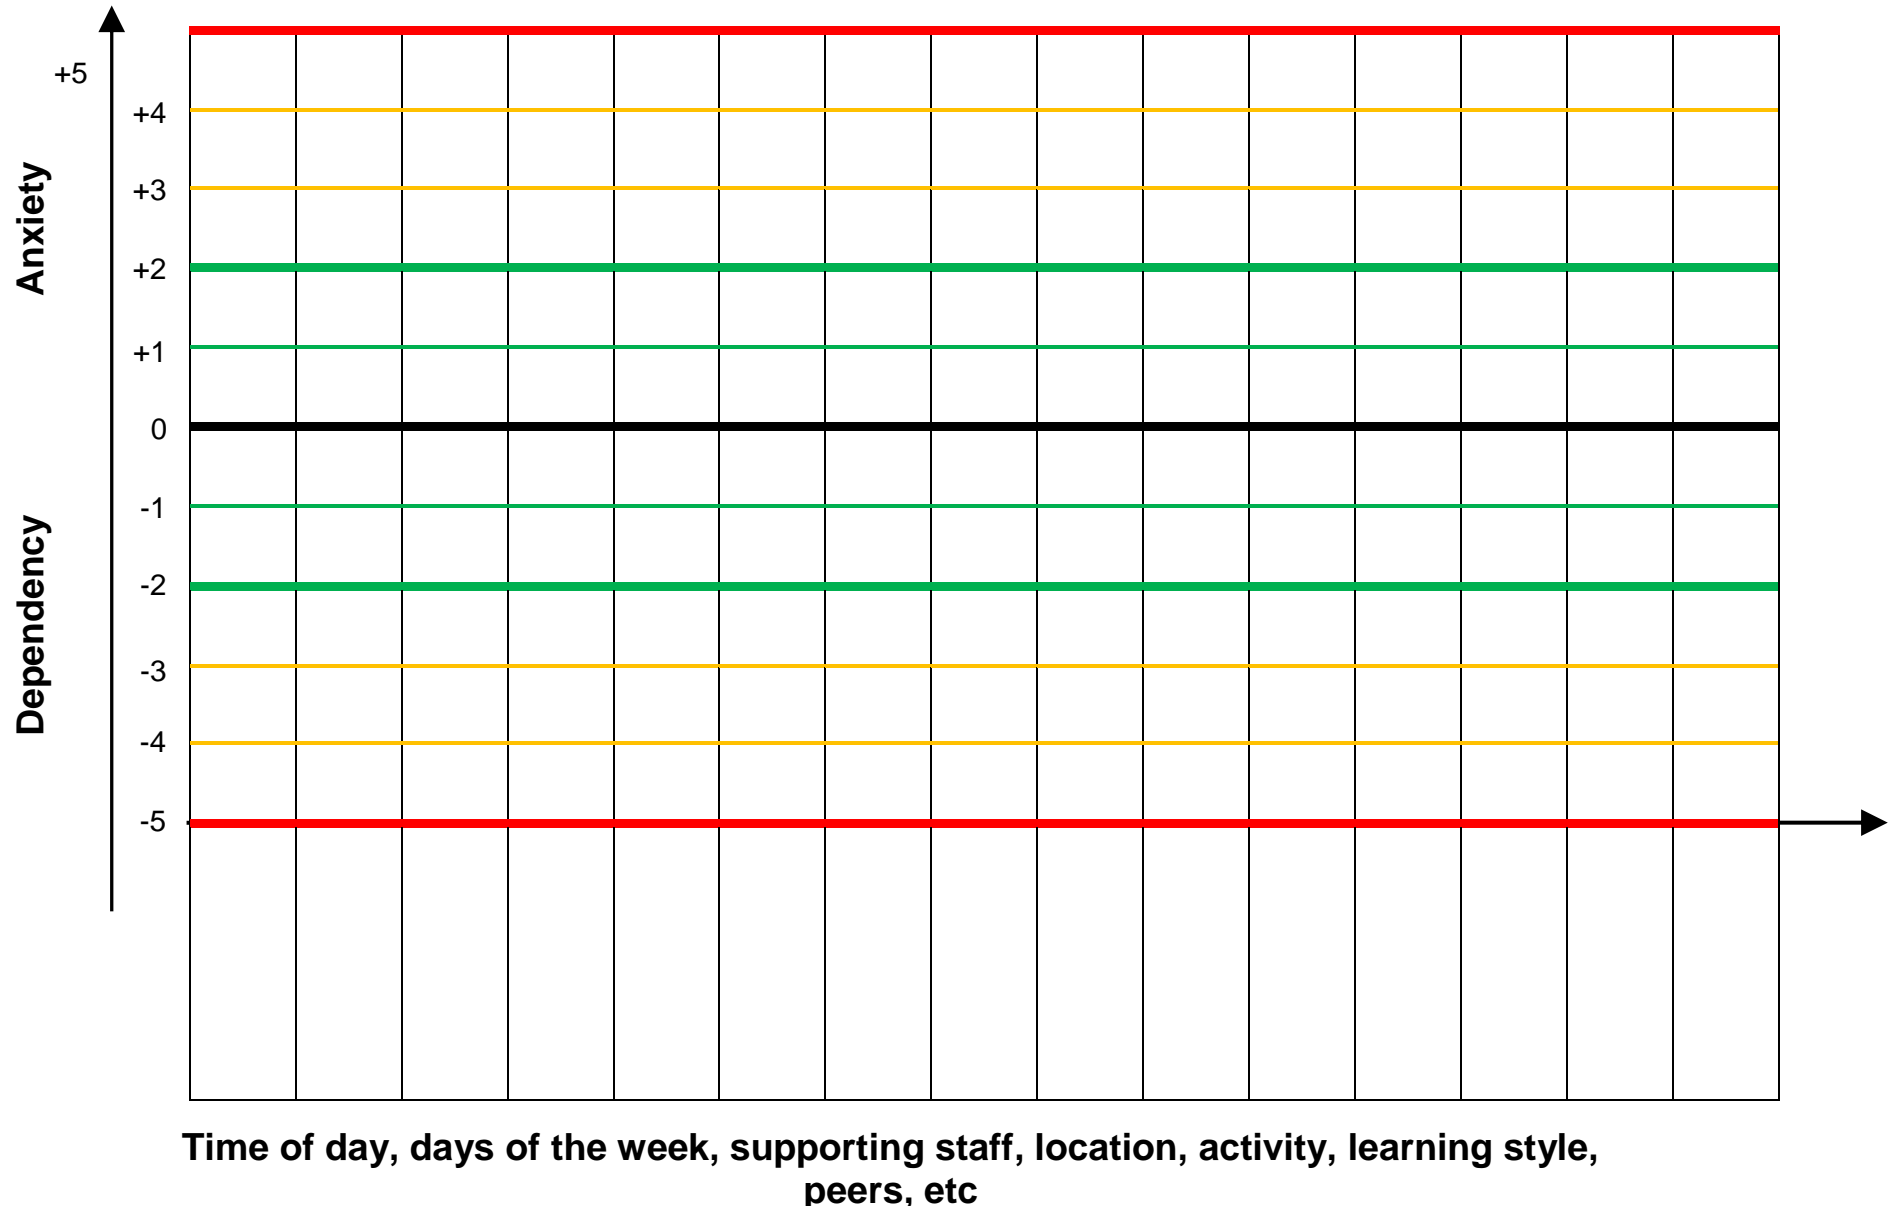 +5
+4
+3
Anxiety
+2
+1
0
-1
-2
Dependency
-3
-4
-5
Time of day, days of the week, supporting staff, location, activity, learning style,
peers, etc